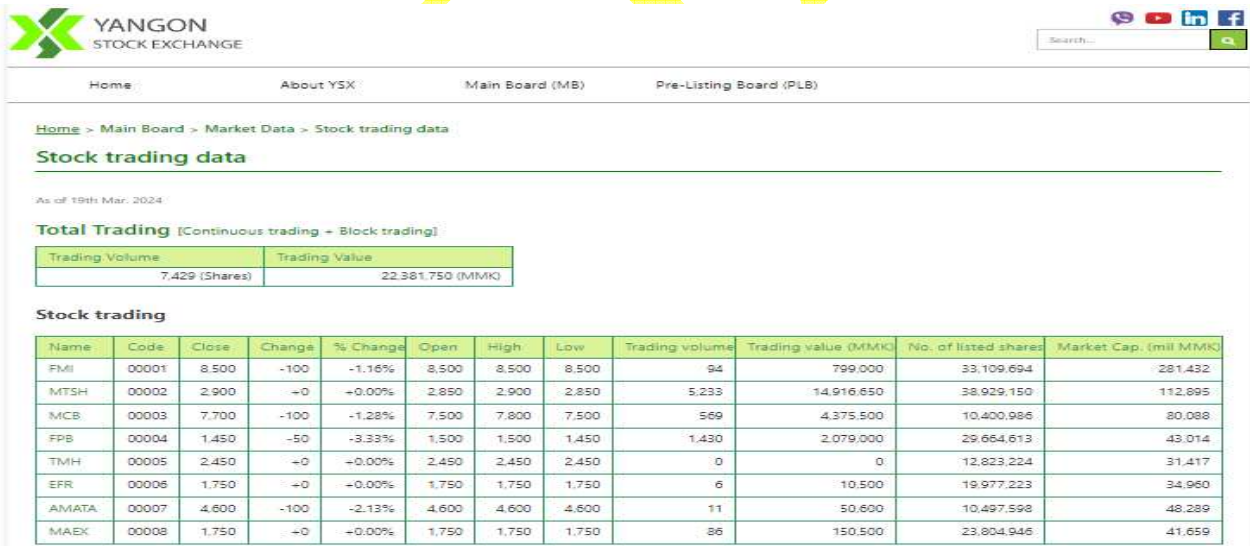 YANGON
STOCK EXCHANGE
Search...
Home About YSX Main Board (MB) Pre-Listing Board (PLB)
Home > Main Board > Market Data > Stock trading data
Stock trading data
As of 19th Mar. 2024
Total Trading [Continuous trading + Block trading]
Trading Volume Trading Value
7,429 (Shares) 22,381,750 (MMK)
Stock trading
Name Code Close Change % Change Open High Low Trading volume Trading value (MMK) No. of listed shares Market Cap. (mil MMK)
FMI 00001 8,500 -100 -1.16% 8,500 8,500 8,500 94 799,000 33,109,694 281,432
MTSH 00002 2,900 +0 +0.00% 2,850 2,900 2,850 5,233 14,916,650 38,929,150 112,895
MCB 00003 7,700 -100 -1.28% 7,500 7,800 7,500 569 4,375,500 10,400,986 80,088
FPB 00004 1,450 -50 -3.33% 1,500 1,500 1,450 1,430 2,079,000 29,664,613 43,014
TMH 00005 2,450 +0 +0.00% 2,450 2,450 2,450 0 0 12,823,224 31,417
EFR 00006 1,750 +0 +0.00% 1,750 1,750 1,750 6 10,500 19,977,223 34,960
AMATA 00007 4,600 -100 -2.13% 4,600 4,600 4,600 11 50,600 10,497,598 48,289
MAEX 00008 1,750 +0 +0.00% 1,750 1,750 1,750 86 150,500 23,804,946 41,659